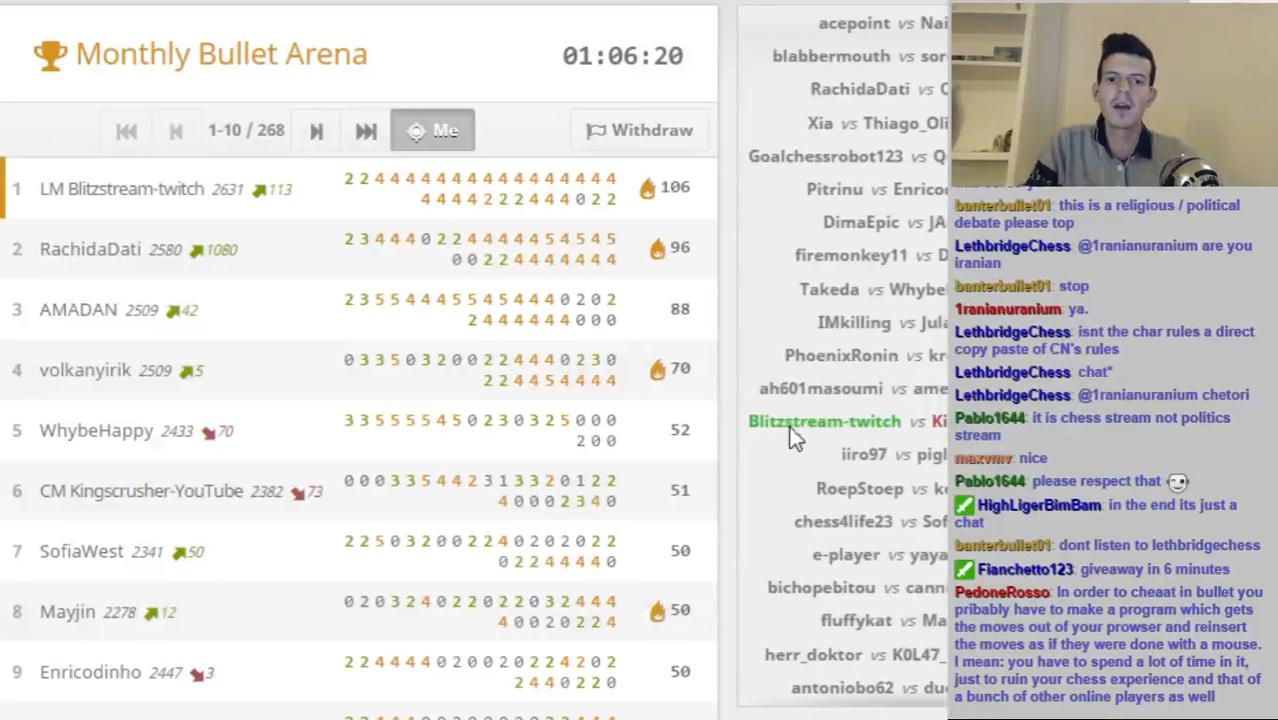 Monthly Bullet Arena
01:06:20
1-10 / 268
Me
Withdraw
1 LM Blitzstream-twitch 2631 113
2 2 4 4 4 4 4 4 4 4 4 4 4 4 4 4 4 4
4 4 4 4 2 2 2 4 4 4 0 2 2
106
2 RachidaDati 2580 1080
2 3 4 4 4 0 2 2 4 4 4 4 4 5 4 5 4 5
0 0 2 2 4 4 4 4 4 4 4
96
3 AMADAN 2509 42
2 3 5 5 4 4 4 5 5 4 5 4 4 4 0 2 0 2
2 4 4 4 4 4 4 0 0 0
88
4 volkanyirik 2509 5
0 3 3 5 0 3 2 0 0 2 2 4 4 4 0 2 3 0
2 2 4 4 5 4 4 4 4
70
5 WhybeHappy 2433 70
3 3 5 5 5 5 4 5 0 2 3 0 3 2 5 0 0 0
2 0 0
52
6 CM Kingscrusher-YouTube 2382 73
0 0 0 3 3 5 4 4 2 3 1 3 3 2 0 1 2 2
4 0 0 0 2 3 4 0
51
7 SofiaWest 2341 50
2 2 5 0 3 2 0 0 2 2 4 0 2 0 2 0 2 2
0 2 2 4 4 4 4 0
50
8 Mayjin 2278 12
0 2 0 3 2 4 0 2 2 0 2 2 0 3 2 4 4 4
4 0 0 2 0 2 2 4
50
9 Enricodinho 2447 3
2 2 4 4 4 4 0 2 0 0 2 0 2 2 4 2 0 2
2 4 4 0 2 2 0
50
acepoint vs Nai
blabbermouth vs sor
RachidaDati vs
Xia vs Thiago_Oli
Goalchessrobot123 vs
Pitrinu vs Enrico
DimaEpic vs JA
firemonkey11 vs
Takeda vs Whybe
IMkilling vs Jula
PhoenixRonin vs kr
ah601masoumi vs ame
Blitzstream-twitch vs Ki
iiro97 vs pigl
RoepStoep vs
chess4life23 vs Sof
e-player vs yaya
bichopebitou vs cann
fluffykat vs Ma
herr_doktor vs K0L47_
antoniobo62 vs du
banterbullet01: this is a religious / political
debate please top
LethbridgeChess: @1ranianuranium are you
iranian
banterbullet01: stop
1ranianuranium: ya.
LethbridgeChess: isnt the char rules a direct
copy paste of CN's rules
LethbridgeChess: chat*
LethbridgeChess: @1ranianuranium chetori
Pablo1644: it is chess stream not politics
stream
maxvmv: nice
Pablo1644: please respect that
HighLigerBimBam: in the end its just a
chat
banterbullet01: dont listen to lethbridgechess
Fianchetto123: giveaway in 6 minutes
PedoneRosso: In order to cheaat in bullet you
pribably have to make a program which gets
the moves out of your prowser and reinsert
the moves as if they were done with a mouse.
I mean: you have to spend a lot of time in it,
just to ruin your chess experience and that of
a bunch of other online players as well